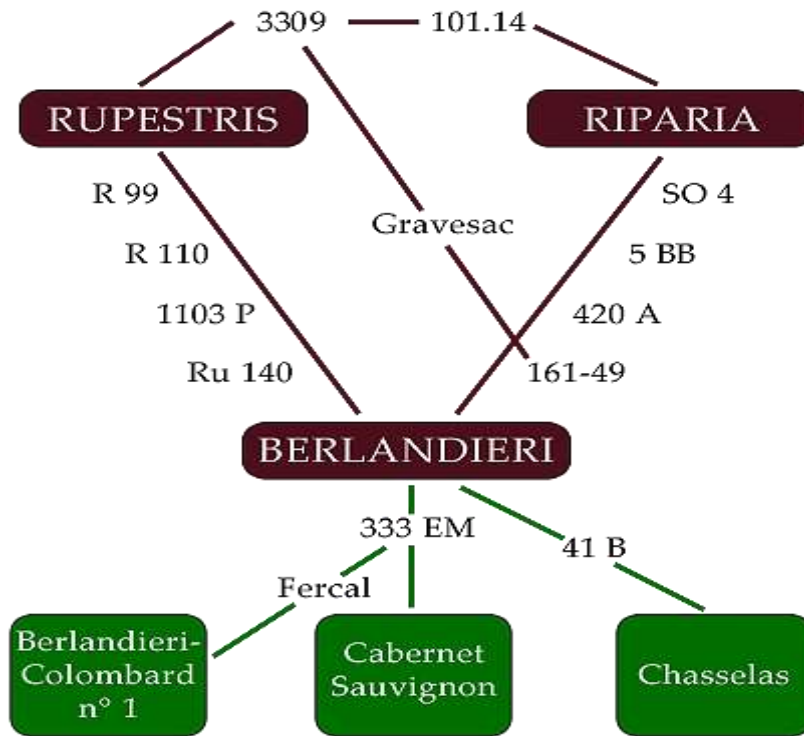 3309
101.14
RUPESTRIS
RIPARIA
R 99
SO 4
Gravesac
R 110
5 BB
1103 P
420 A
Ru 140
161-49
BERLANDIERI
333 EM
41 B
Fercal
Berlandieri-
Colombard
n° 1
Cabernet
Sauvignon
Chasselas